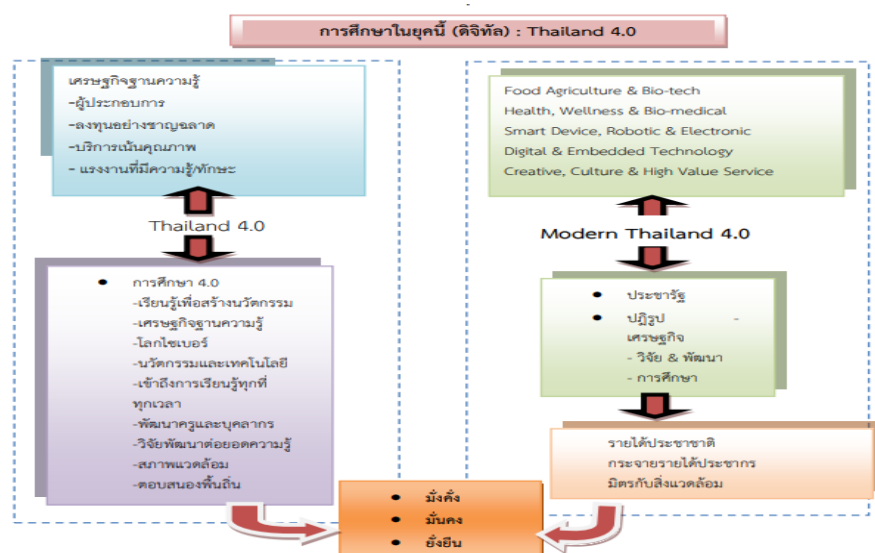 การศึกษาในยุคนี้ (ดิจิทัล) : Thailand 4.0
เศรษฐกิจฐานความรู้
-ผู้ประกอบการ
-ลงทุนอย่างชาญฉลาด
-บริการเน้นคุณภาพ
- แรงงานที่มีความรู้/ทักษะ
Thailand 4.0
• การศึกษา 4.0
-เรียนรู้เพื่อสร้างนวัตกรรม
-เศรษฐกิจฐานความรู้
-โลกไซเบอร์
-นวัตกรรมและเทคโนโลยี
-เข้าถึงการเรียนรู้ทุกที่
ทุกเวลา
-พัฒนาครูและบุคลากร
-วิจัยพัฒนาต่อยอดความรู้
-สภาพแวดล้อม
-ตอบสนองพื้นถิ่น
Food Agriculture & Bio-tech
Health, Wellness & Bio-medical
Smart Device, Robotic & Electronic
Digital & Embedded Technology
Creative, Culture & High Value Service
Modern Thailand 4.0
• ประชารัฐ
• ปฏิรูป -
เศรษฐกิจ
- วิจัย & พัฒนา
- การศึกษา
รายได้ประชาชาติ
กระจายรายได้ประชากร
มิตรกับสิ่งแวดล้อม
• มั่งคั่ง
• มั่นคง
• ยั่งยืน